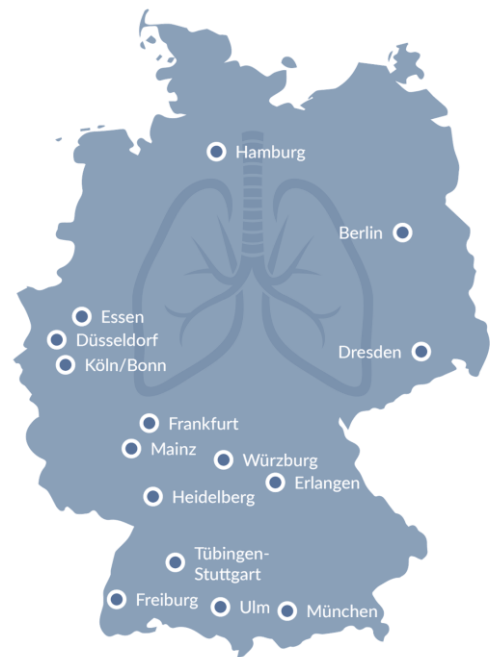 Hamburg
Berlin
Essen
Düsseldorf
Dresden
Köln/Bonn
Frankfurt
Mainz
Würzburg
Erlangen
Heidelberg
Tübingen-
Stuttgart
Freiburg
Ulm
München